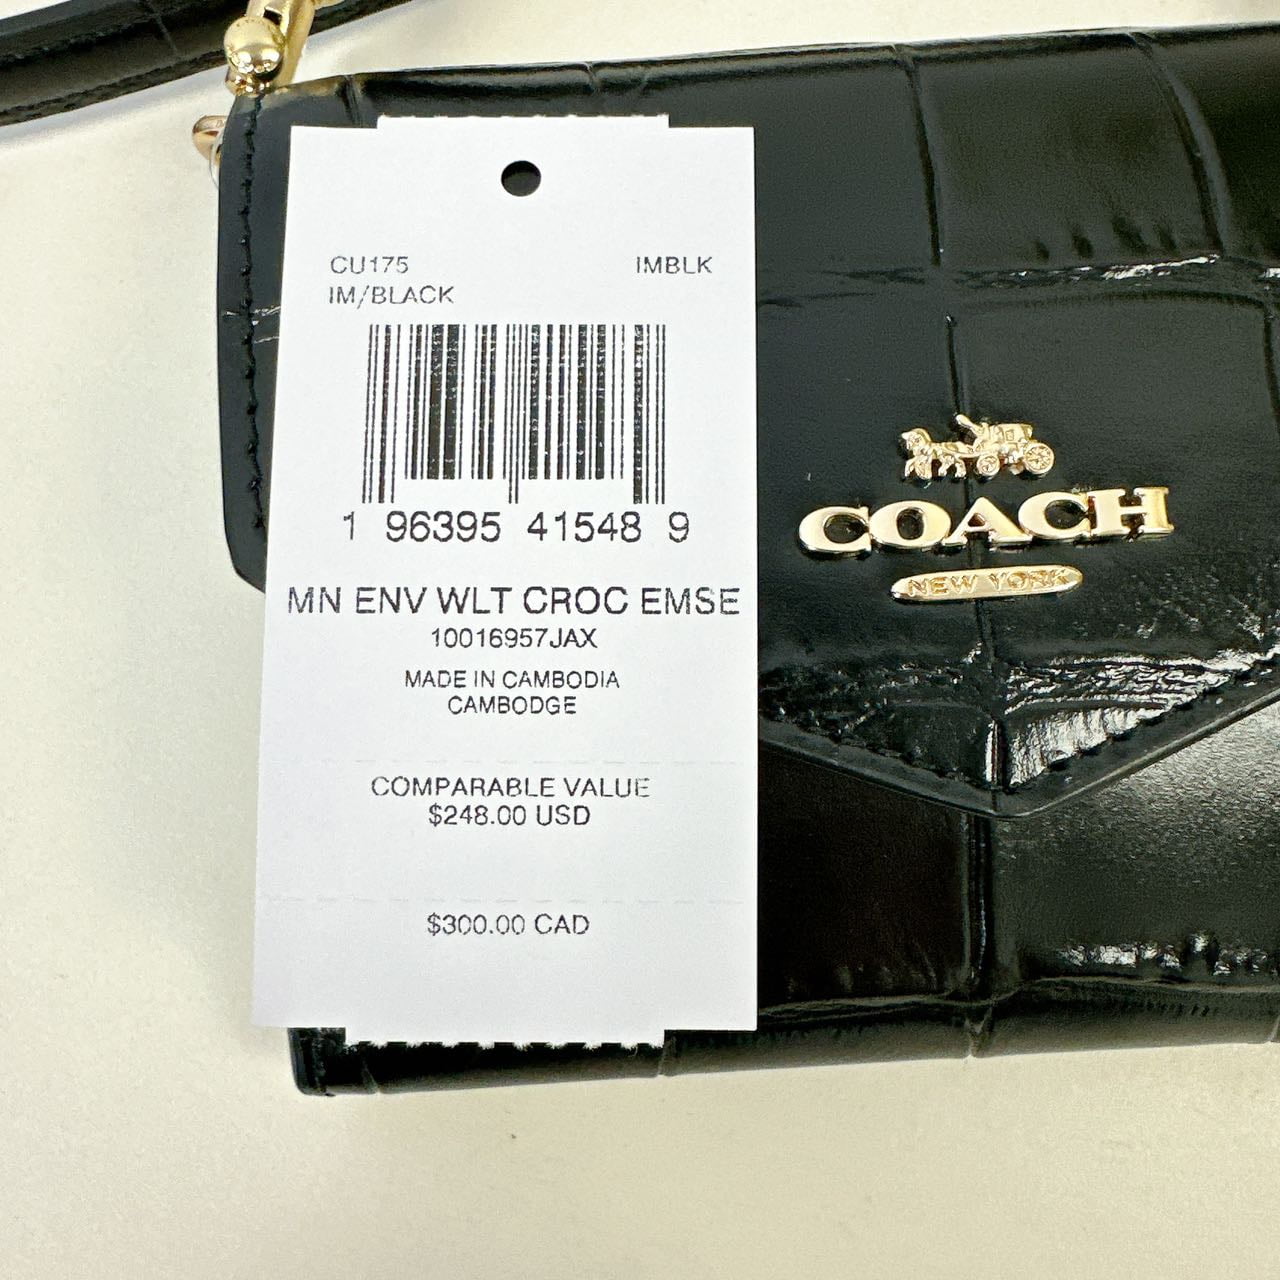 CU175 IMBLK
IM/BLACK
1 96395 41548 9
MN ENV WLT CROC EMSE
10016957JAX
MADE IN CAMBODIA
CAMBODGE
COMPARABLE VALUE
$248.00 USD
$300.00 CAD
COACH
NEW YORK